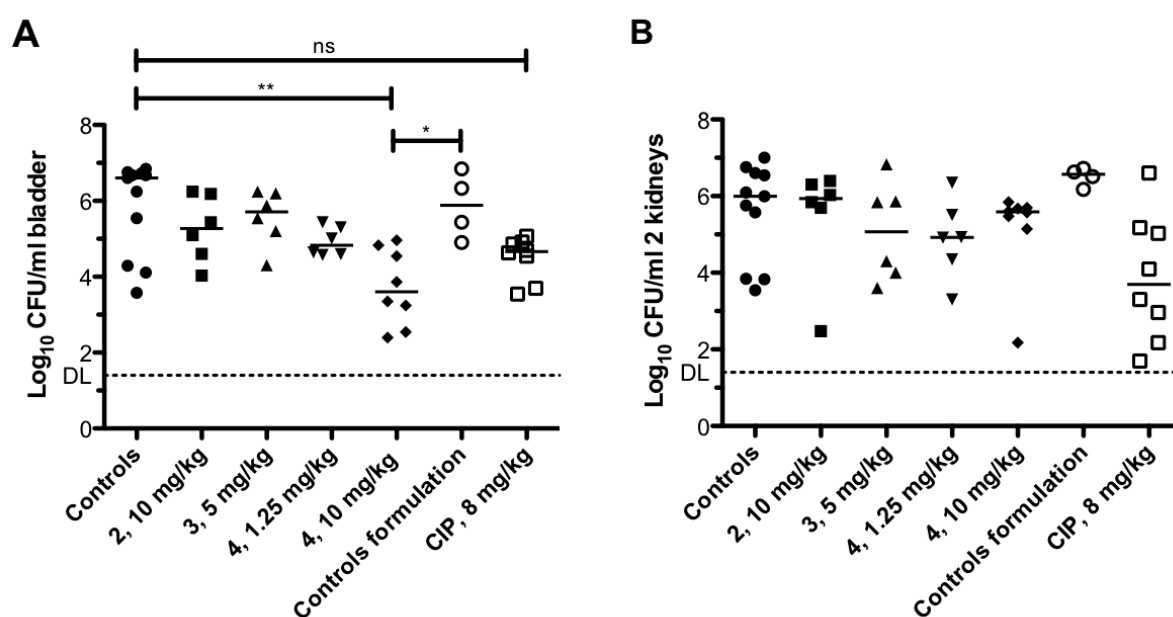 A
ns
**
*
Log10 CFU/ml bladder
8
6
4
2
DL
0
Controls
2, 10 mg/kg
3, 5 mg/kg
4, 1.25 mg/kg
4, 10 mg/kg
Controls formulation
CIP, 8 mg/kg
B
Log10 CFU/ml 2 kidneys
8
6
4
2
DL
0
Controls
2, 10 mg/kg
3, 5 mg/kg
4, 1.25 mg/kg
4, 10 mg/kg
Controls formulation
CIP, 8 mg/kg